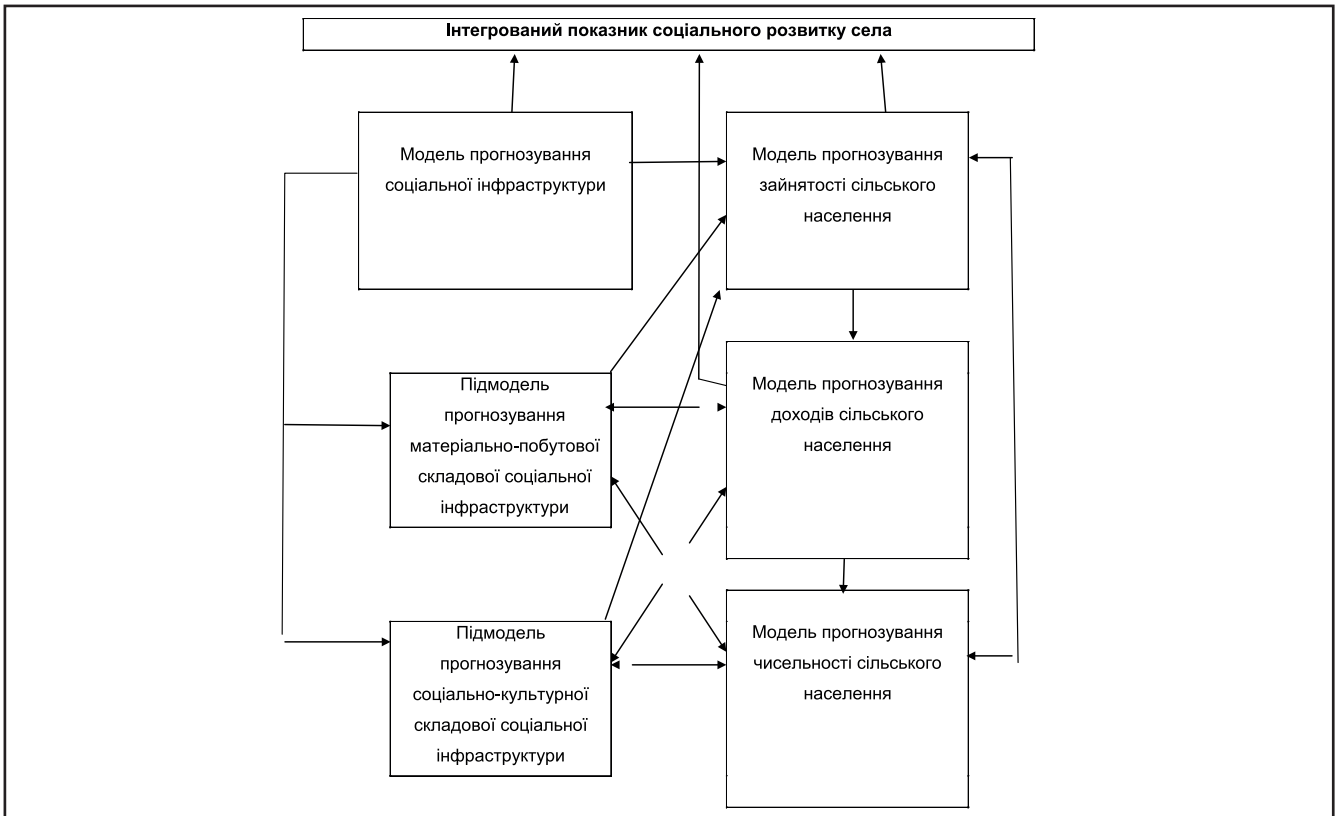 Інтегрований показник соціального розвитку села
Модель прогнозування
соціальної інфраструктури
Модель прогнозування
зайнятості сільського
населення
Підмодель
прогнозування
матеріально-побутової
складової соціальної
інфраструктури
Модель прогнозування
доходів сільського
населення
Підмодель
прогнозування
соціально-культурної
складової соціальної
інфраструктури
Модель прогнозування
чисельності сільського
населення